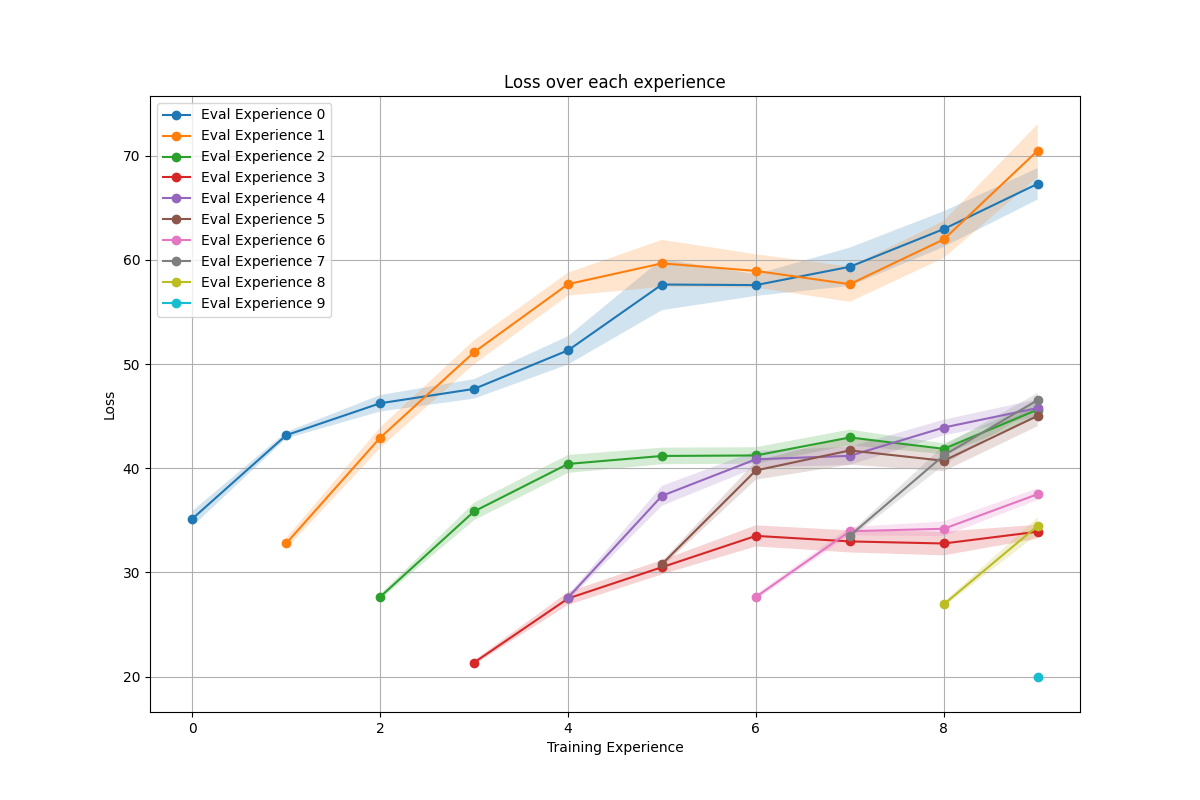 Loss over each experience
Eval Experience 0
Eval Experience 1
Eval Experience 2
Eval Experience 3
Eval Experience 4
Eval Experience 5
Eval Experience 6
Eval Experience 7
Eval Experience 8
Eval Experience 9
70
60
50
40
30
20
Loss
0 2 4 6 8
Training Experience